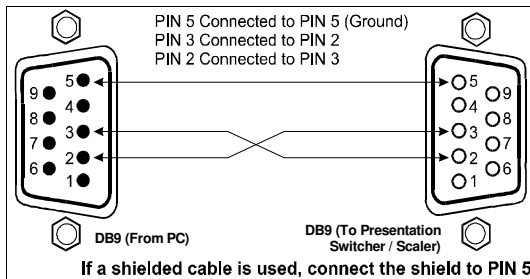 PIN 5 Connected to PIN 5 (Ground)
PIN 3 Connected to PIN 2
PIN 2 Connected to PIN 3
5
9
4
8
3
7
2
6
1
5
9
4
8
3
7
2
6
1
DB9 (From PC)
DB9 (To Presentation
Switcher / Scaler)
If a shielded cable is used, connect the shield to PIN 5